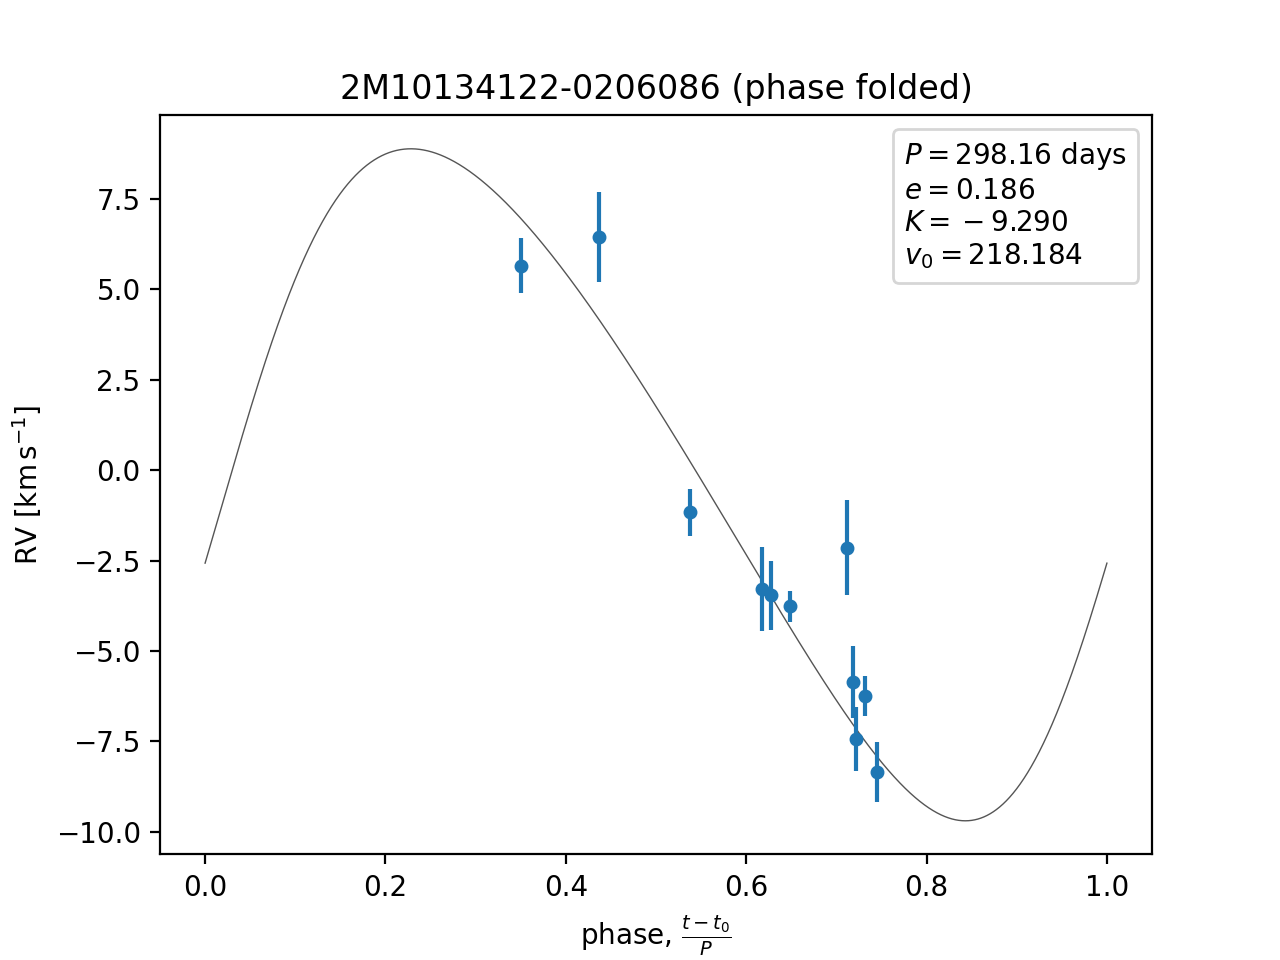 2M10134122-0206086 (phase folded)
P = 298.16 days
e = 0.186
K = −9.290
v₀ = 218.184
RV [km s⁻¹]
7.5
5.0
2.5
0.0
−2.5
−5.0
−7.5
−10.0
0.0 0.2 0.4 0.6 0.8 1.0
phase, (t − t₀)/P